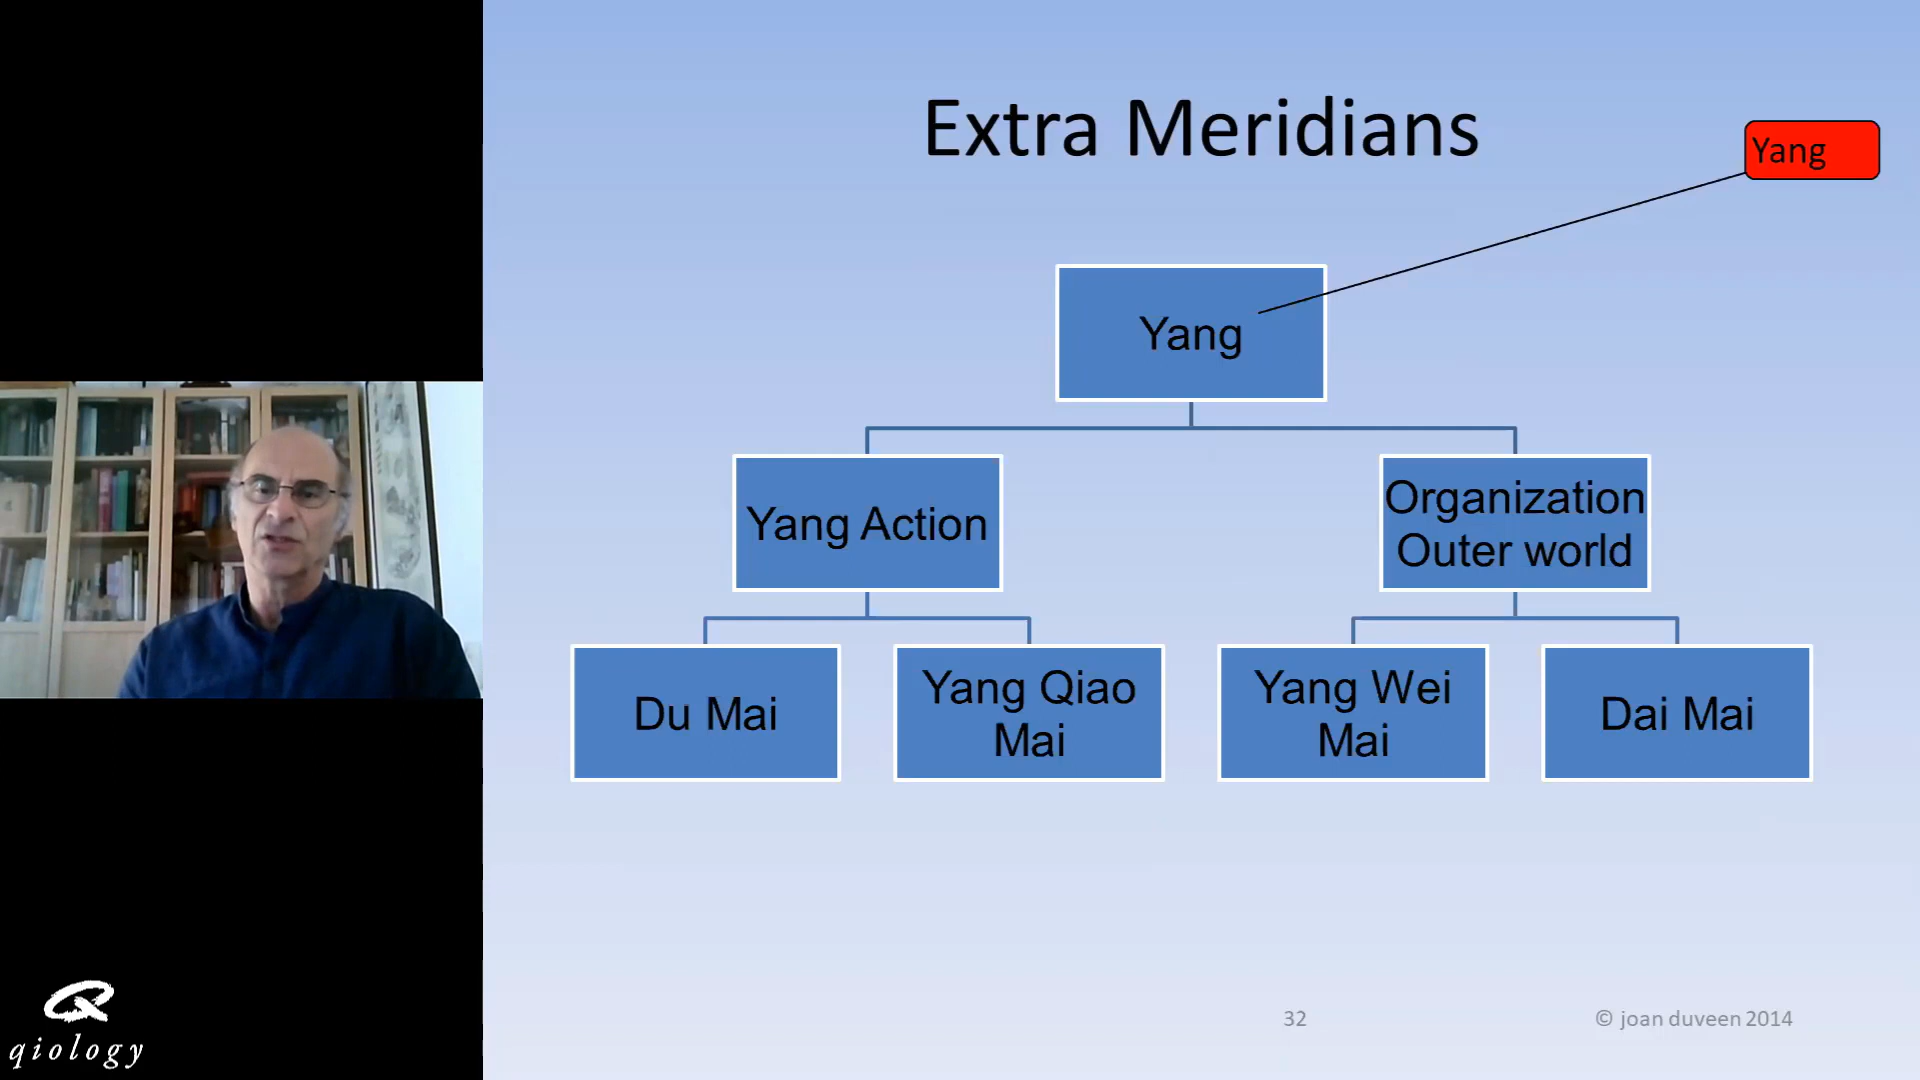 Extra Meridians
Yang
Yang
Yang Action
Organization
Outer world
Du Mai
Yang Qiao
Mai
Yang Wei
Mai
Dai Mai
qiology
32
© joan duveen 2014